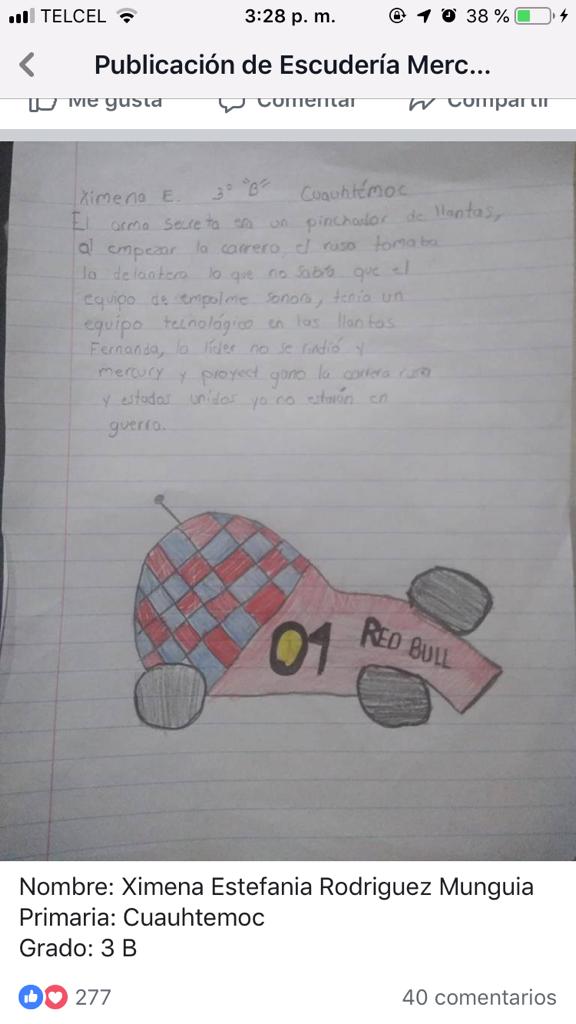 TELCEL
3:28 p. m.
38 %
Publicación de Escudería Merc...
Me gusta
Comentar
Compartir
Ximena E. 3° "B" Cuauhtémoc
El arma secreta era un pinchador de llantas,
al empezar la carrera, el ruso tomaba
la delantera lo que no sabía que el
equipo de empalme sonora, tenía un
equipo tecnológico en las llantas
Fernanda, la líder no se rindió y
mercury y proyect gano la carrera rusa
y estados unidos ya no estarán en
guerra.
01
RED BULL
Nombre: Ximena Estefania Rodriguez Munguia
Primaria: Cuauhtemoc
Grado: 3 B
277
40 comentarios